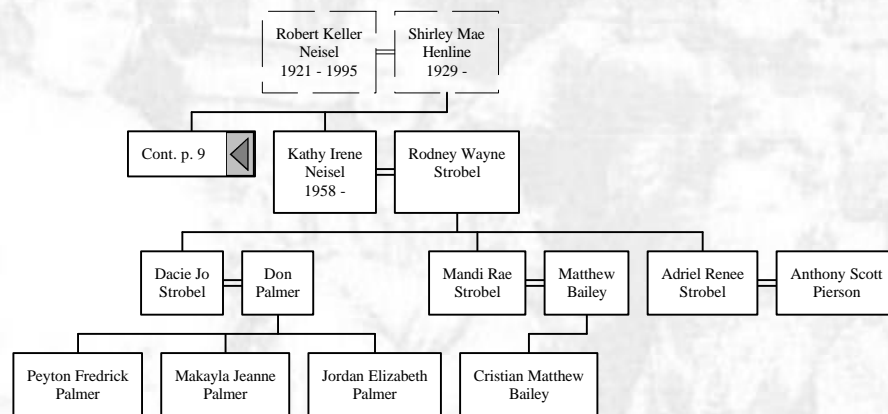 Robert Keller
Neisel
1921 - 1995
Shirley Mae
Henline
1929 -
Cont. p. 9
Kathy Irene
Neisel
1958 -
Rodney Wayne
Strobel
Dacie Jo
Strobel
Don
Palmer
Mandi Rae
Strobel
Matthew
Bailey
Adriel Renee
Strobel
Anthony Scott
Pierson
Peyton Fredrick
Palmer
Makayla Jeanne
Palmer
Jordan Elizabeth
Palmer
Cristian Matthew
Bailey